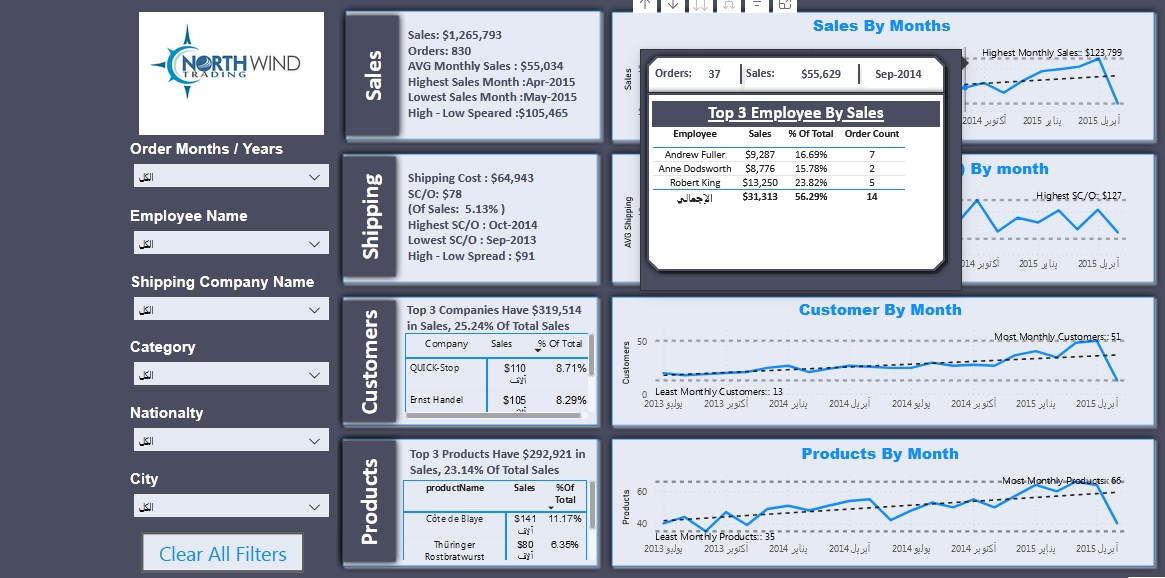 NORTHWIND
TRADING
Order Months / Years
الكل
Employee Name
الكل
Shipping Company Name
الكل
Category
الكل
Nationalty
الكل
City
الكل
Clear All Filters
Sales
Sales: $1,265,793
Orders: 830
AVG Monthly Sales : $55,034
Highest Sales Month :Apr-2015
Lowest Sales Month :May-2015
High - Low Speared :$105,465
Shipping
Shipping Cost : $64,943
SC/O: $78
(Of Sales: 5.13% )
Highest SC/O : Oct-2014
Lowest SC/O : Sep-2013
High - Low Spread : $91
Customers
Top 3 Companies Have $319,514
in Sales, 25.24% Of Total Sales
Company Sales % Of Total
QUICK-Stop $110 8.71%
آلاف
Ernst Handel $105 8.29%
Products
Top 3 Products Have $292,921 in
Sales, 23.14% Of Total Sales
productName Sales %Of
Total
Côte de Blaye $141 11.17%
آلاف
Thüringer $80 6.35%
Rostbratwurst آلاف
Sales By Months
Sales
Highest Monthly Sales: $123,799
أكتوبر 2014 يناير 2015 أبريل 2015
Orders: 37 Sales: $55,629 Sep-2014
Top 3 Employee By Sales
Employee Sales % Of Total Order Count
Andrew Fuller $9,287 16.69% 7
Anne Dodsworth $8,776 15.78% 2
Robert King $13,250 23.82% 5
الإجمالي $31,313 56.29% 14
) By month
AVG Shipping
Highest SC/O: $127
أكتوبر 2014 يناير 2015 أبريل 2015
Customer By Month
Customers
50
0
Most Monthly Customers:: 51
Least Monthly Customers:: 13
يوليو 2013 أكتوبر 2013 يناير 2014 أبريل 2014 يوليو 2014 أكتوبر 2014 يناير 2015 أبريل 2015
Products By Month
Products
60
40
Most Monthly Products: 66
Least Monthly Products:: 35
يوليو 2013 أكتوبر 2013 يناير 2014 أبريل 2014 يوليو 2014 أكتوبر 2014 يناير 2015 أبريل 2015